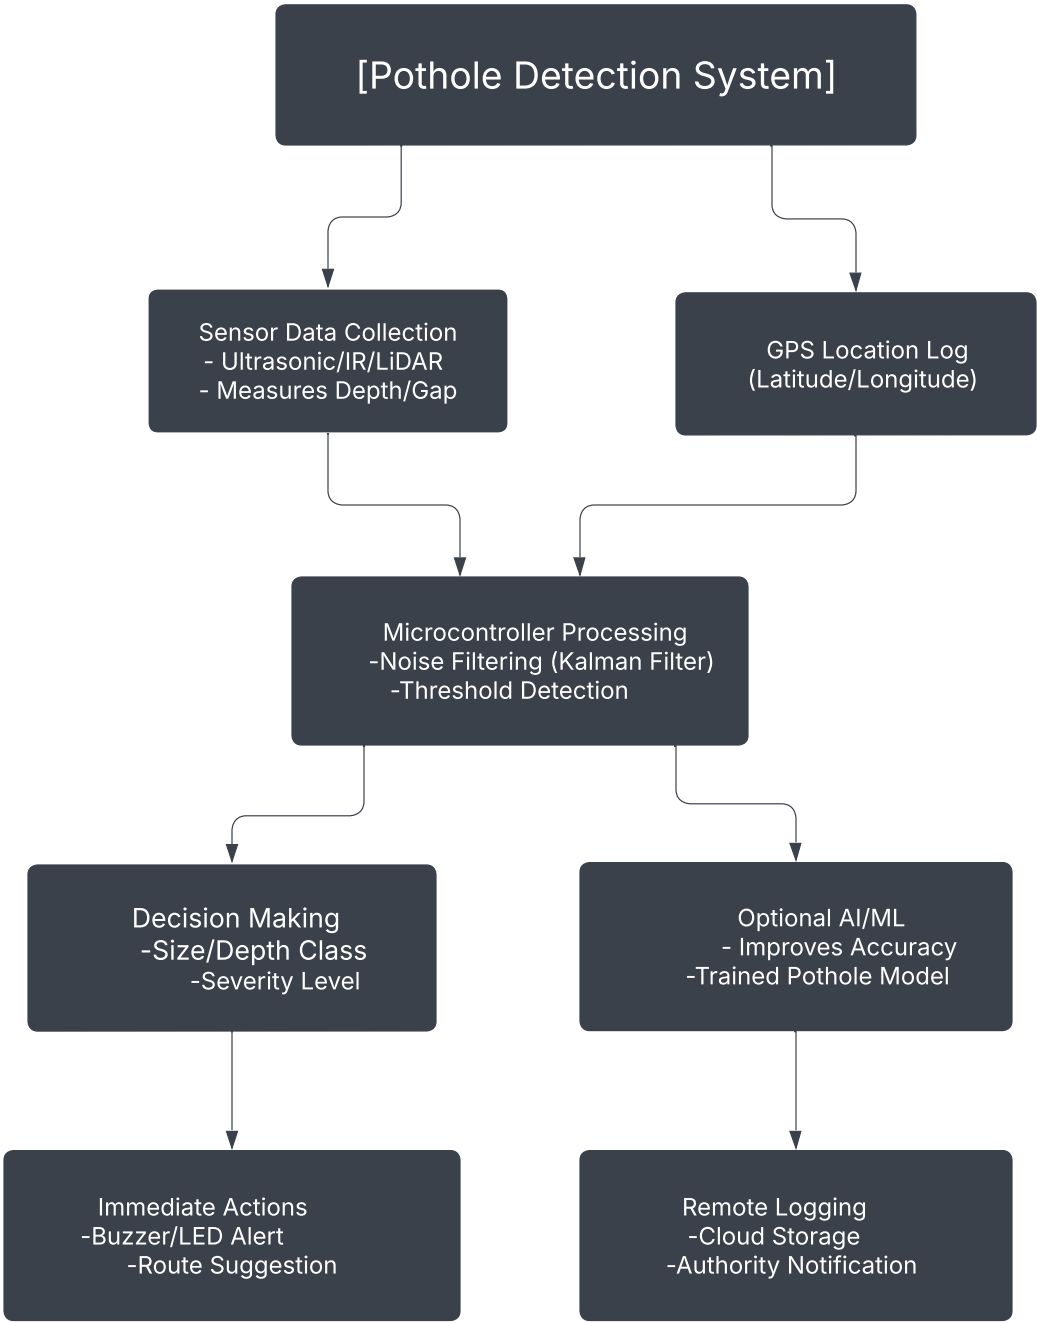 [Pothole Detection System]
Sensor Data Collection
- Ultrasonic/IR/LiDAR
- Measures Depth/Gap
GPS Location Log
(Latitude/Longitude)
Microcontroller Processing
-Noise Filtering (Kalman Filter)
-Threshold Detection
Decision Making
-Size/Depth Class
-Severity Level
Optional AI/ML
- Improves Accuracy
-Trained Pothole Model
Immediate Actions
-Buzzer/LED Alert
-Route Suggestion
Remote Logging
-Cloud Storage
-Authority Notification